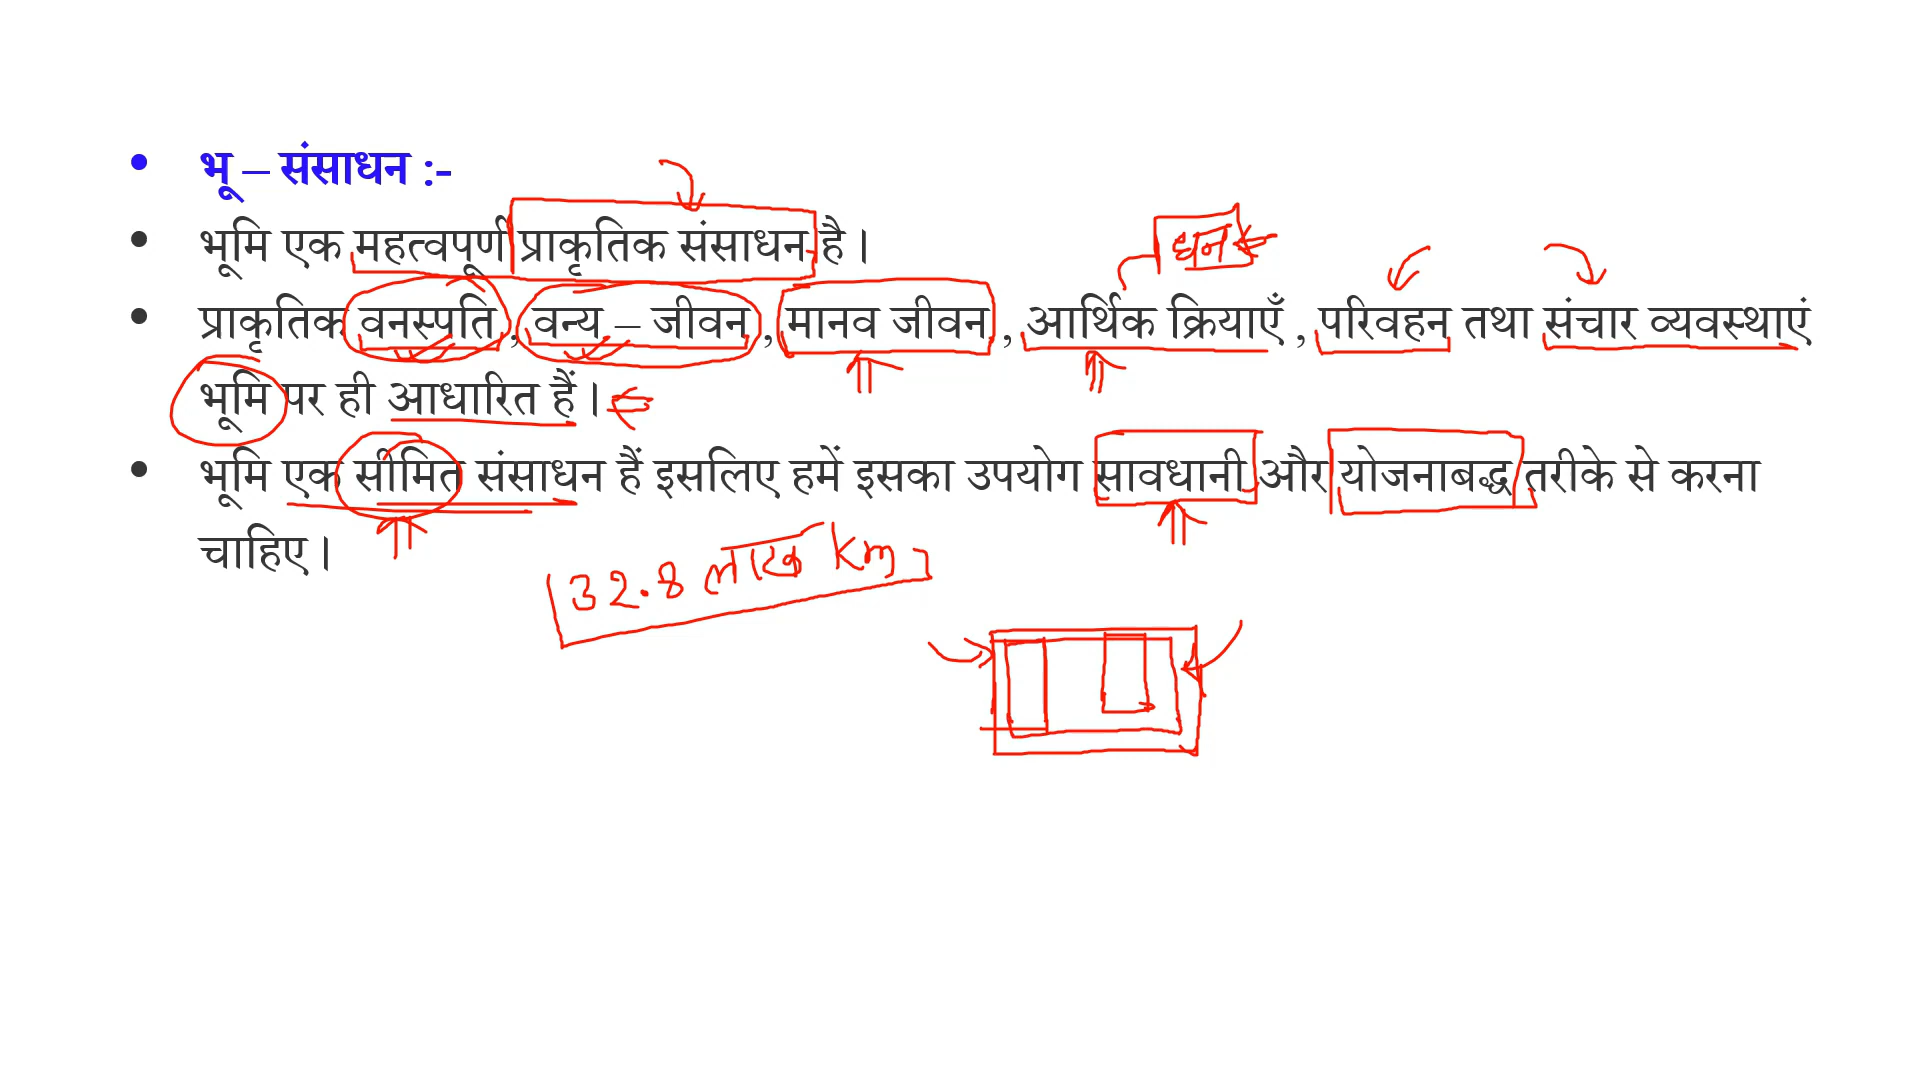 • भू – संसाधन :-
• भूमि एक महत्वपूर्ण प्राकृतिक संसाधन है ।
धन
• प्राकृतिक वनस्पति , वन्य – जीवन , मानव जीवन , आर्थिक क्रियाएँ , परिवहन तथा संचार व्यवस्थाएं
भूमि पर ही आधारित हैं ।
• भूमि एक सीमित संसाधन हैं इसलिए हमें इसका उपयोग सावधानी और योजनाबद्ध तरीके से करना
चाहिए ।
32.8 लाख Km